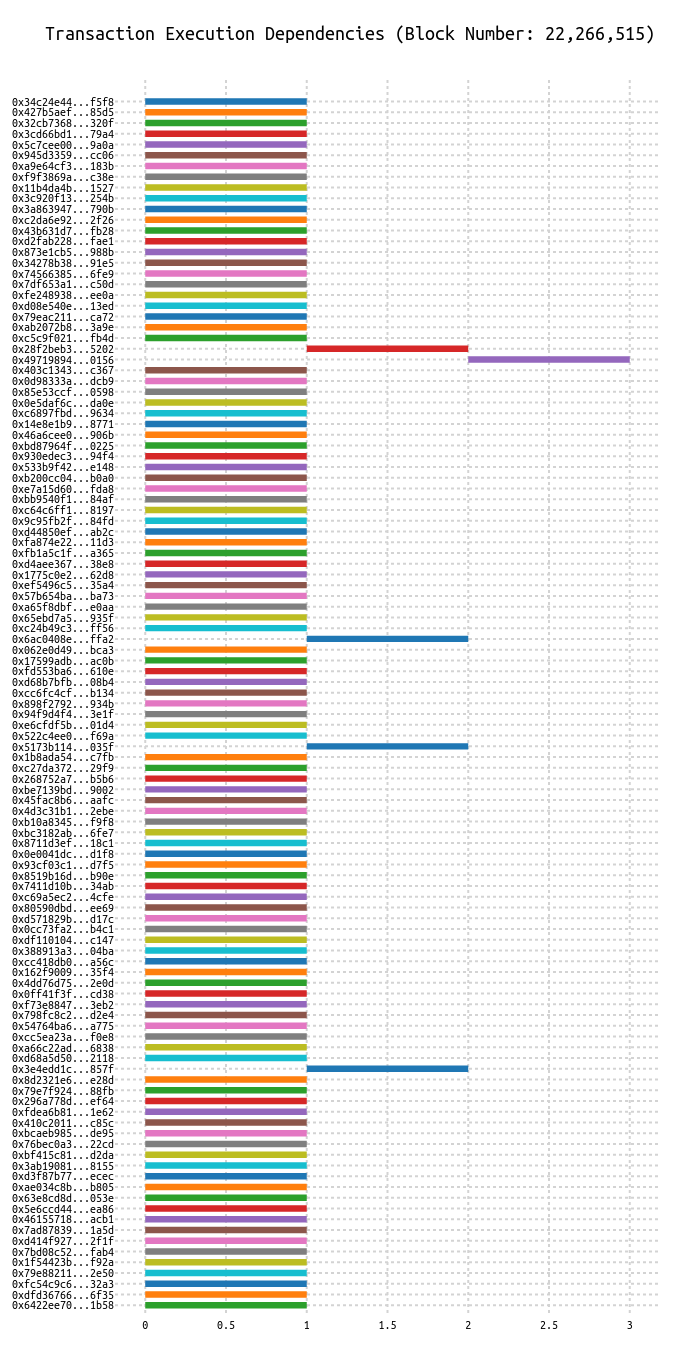 Transaction Execution Dependencies (Block Number: 22,266,515)
0x34c24e44...f5f8
0x427b5aef...85d5
0x32cb7368...320f
0x3cd66bd1...79a4
0x5c7cee00...9a0a
0x945d3359...cc06
0xa9e64cf3...183b
0xf9f3869a...c38e
0x11b4da4b...1527
0x3c920f13...254b
0x3a863947...790b
0xc2da6e92...2f26
0x43b631d7...fb28
0xd2fab228...fae1
0x873e1cb5...988b
0x34278b38...91e5
0x74566385...6fe9
0x7df653a1...c50d
0xfe248938...ee0a
0xd08e540e...13ed
0x79eac211...ca72
0xab2072b8...3a9e
0xc5c9f021...fb4d
0x28f2beb3...5202
0x49719894...0156
0x403c1343...c367
0x0d98333a...dcb9
0x85e53ccf...0598
0x0e5daf6c...da0e
0xc6897fbd...9634
0x14e8e1b9...8771
0x46a6cee0...906b
0xbd87964f...0225
0x930edec3...94f4
0x533b9f42...e148
0xb200cc04...b0a0
0xe7a15d60...fda8
0xbb9540f1...84af
0xc64c6ff1...8197
0x9c95fb2f...84fd
0xd44850ef...ab2c
0xfa874e22...11d3
0xfb1a5c1f...a365
0xd4aee367...38e8
0x1775c0e2...62d8
0xef5496c5...35a4
0x57b654ba...ba73
0xa65f8dbf...e0aa
0x65ebd7a5...935f
0xc24b49c3...ff56
0x6ac0408e...ffa2
0x062e0d49...bca3
0x17599adb...ac0b
0xfd553ba6...610e
0xd68b7bfb...08b4
0xcc6fc4cf...b134
0x898f2792...934b
0x94f9d4f4...3e1f
0xe6cfdf5b...01d4
0x522c4ee0...f69a
0x5173b114...035f
0x1b8ada54...c7fb
0xc27da372...29f9
0x268752a7...b5b6
0xbe7139bd...9002
0x45fac8b6...aafc
0x4d3c31b1...2ebe
0xb10a8345...f9f8
0xbc3182ab...6fe7
0x8711d3ef...18c1
0x0e0041dc...d1f8
0x93cf03c1...d7f5
0x8519b16d...b90e
0x7411d10b...34ab
0xc69a5ec2...4cfe
0x80590dbd...ee69
0xd571829b...d17c
0x0cc73fa2...b4c1
0xdf110104...c147
0x388913a3...04ba
0xcc418db0...a56c
0x162f9009...35f4
0x4dd76d75...2e0d
0x0ff41f3f...cd38
0xf73e8847...3eb2
0x798fc8c2...d2e4
0x54764ba6...a775
0xcc5ea23a...f0e8
0xa66c22ad...6838
0xd68a5d50...2118
0x3e4edd1c...857f
0x8d2321e6...e28d
0x79e7f924...88fb
0x296a778d...ef64
0xfdea6b81...1e62
0x410c2011...c85c
0xbcaeb985...de95
0x76bec0a3...22cd
0xbf415c81...d2da
0x3ab19081...8155
0xd3f87b77...ecec
0xae034c8b...b805
0x63e8cd8d...053e
0x5e6ccd44...ea86
0x46155718...acb1
0x7ad87839...1a5d
0xd414f927...2f1f
0x7bd08c52...fab4
0x1f54423b...f92a
0x79e88211...2e50
0xfc54c9c6...32a3
0xdfd36766...6f35
0x6422ee70...1b58
0 0.5 1 1.5 2 2.5 3